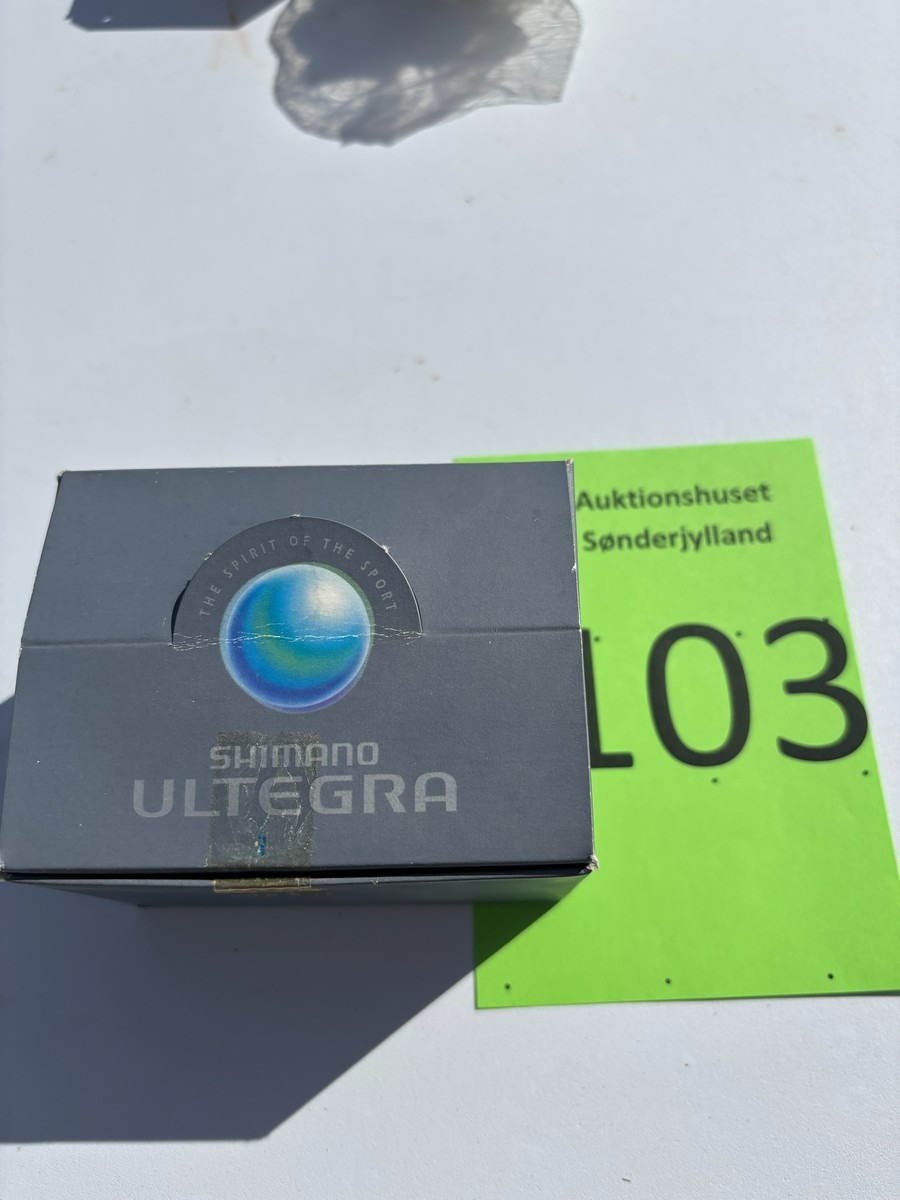 THE SPIRIT OF THE SPORT
SHIMANO
ULTEGRA
Auktionshuset
Sønderjylland
103